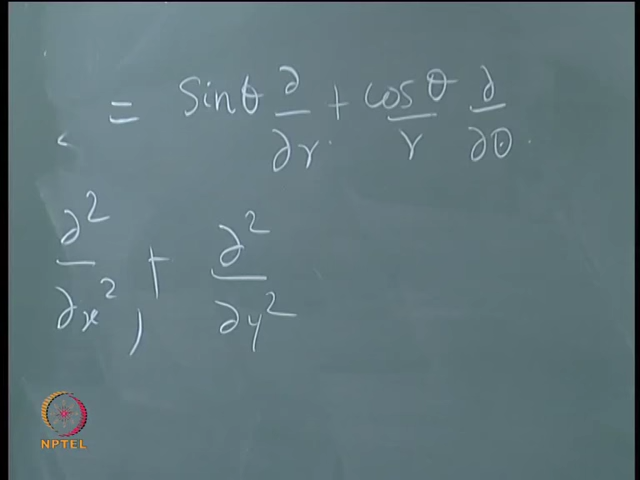 = Sinθ ∂/∂r + cosθ/r ∂/∂θ
∂²/∂x², + ∂²/∂y²
NPTEL